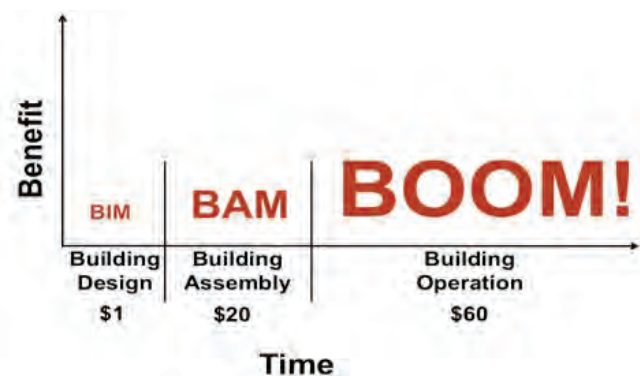 Benefit
BIM
BAM
BOOM!
Building
Design
$1
Building
Assembly
$20
Building
Operation
$60
Time